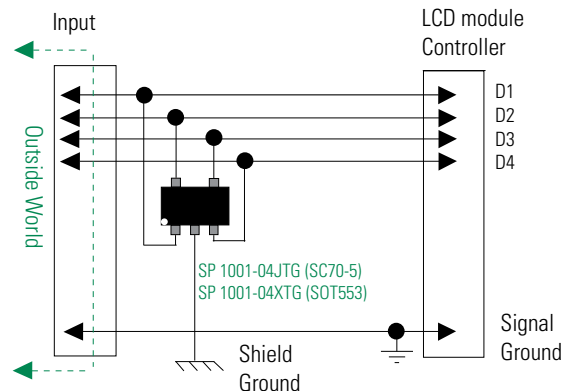 Input
LCD module
Controller
D1
D2
D3
D4
Outside World
SP 1001-04JTG (SC70-5)
SP 1001-04XTG (SOT553)
Shield
Ground
Signal
Ground